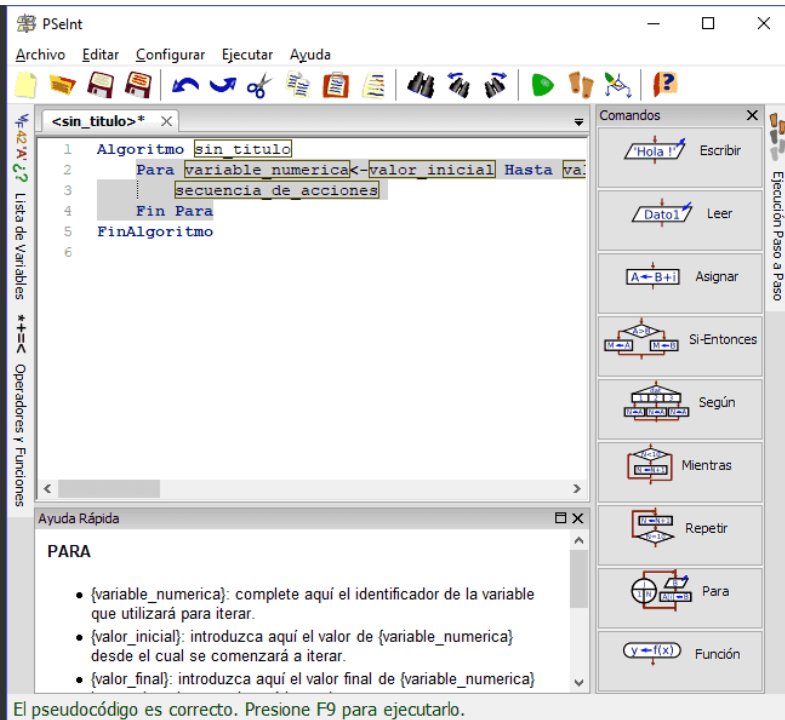 PSeInt
Archivo Editar Configurar Ejecutar Ayuda
<sin_titulo>*
1 Algoritmo sin_titulo
2 Para variable_numerica<-valor_inicial Hasta val
3 secuencia_de_acciones
4 Fin Para
5 FinAlgoritmo
6
*+=< Operadores y Funciones
42 'A' ¿? Lista de Variables
Comandos
'Hola !' Escribir
Dato1 Leer
A B+i Asignar
A>B M A M B Si-Entonces
1 2 3 Según
Mientras
Repetir
Para
y f(x) Función
Ejecución Paso a Paso
Ayuda Rápida
PARA
• {variable_numerica}: complete aquí el identificador de la variable
que utilizará para iterar.
• {valor_inicial}: introduzca aquí el valor de {variable_numerica}
desde el cual se comenzará a iterar.
• {valor_final}: introduzca aquí el valor final de {variable_numerica}
El pseudocódigo es correcto. Presione F9 para ejecutarlo.